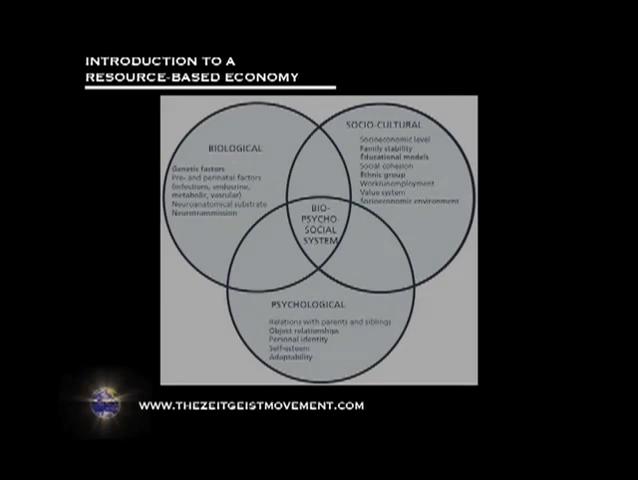 INTRODUCTION TO A
RESOURCE-BASED ECONOMY
BIOLOGICAL
Genetic factors
Pre- and perinatal factors
(infections, endocrine,
metabolic, vascular)
Neuroanatomical substrate
Neurotransmission
SOCIO-CULTURAL
Socioeconomic level
Family stability
Educational models
Social cohesion
Ethnic group
Work/unemployment
Value system
Socioeconomic environment
BIO-
PSYCHO-
SOCIAL
SYSTEM
PSYCHOLOGICAL
Relations with parents and siblings
Object relationships
Personal identity
Self-esteem
Adaptability
WWW.THEZEITGEISTMOVEMENT.COM